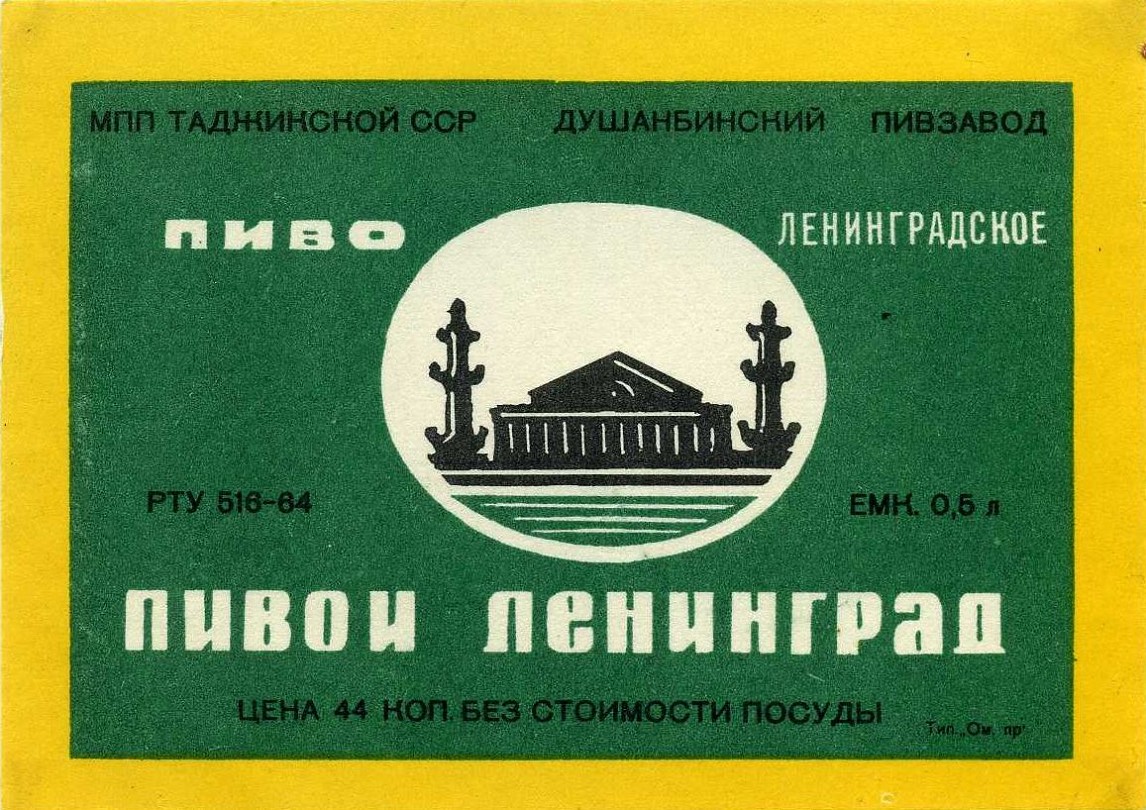 МПП ТАДЖИКСКОЙ ССР ДУШАНБИНСКИЙ ПИВЗАВОД
ПИВО ЛЕНИНГРАДСКОЕ
РТУ 516-64 ЕМК. 0,5 л
ПИВОИ ЛЕНИНГРАД
ЦЕНА 44 КОП. БЕЗ СТОИМОСТИ ПОСУДЫ
Тип. „Ом. пр"